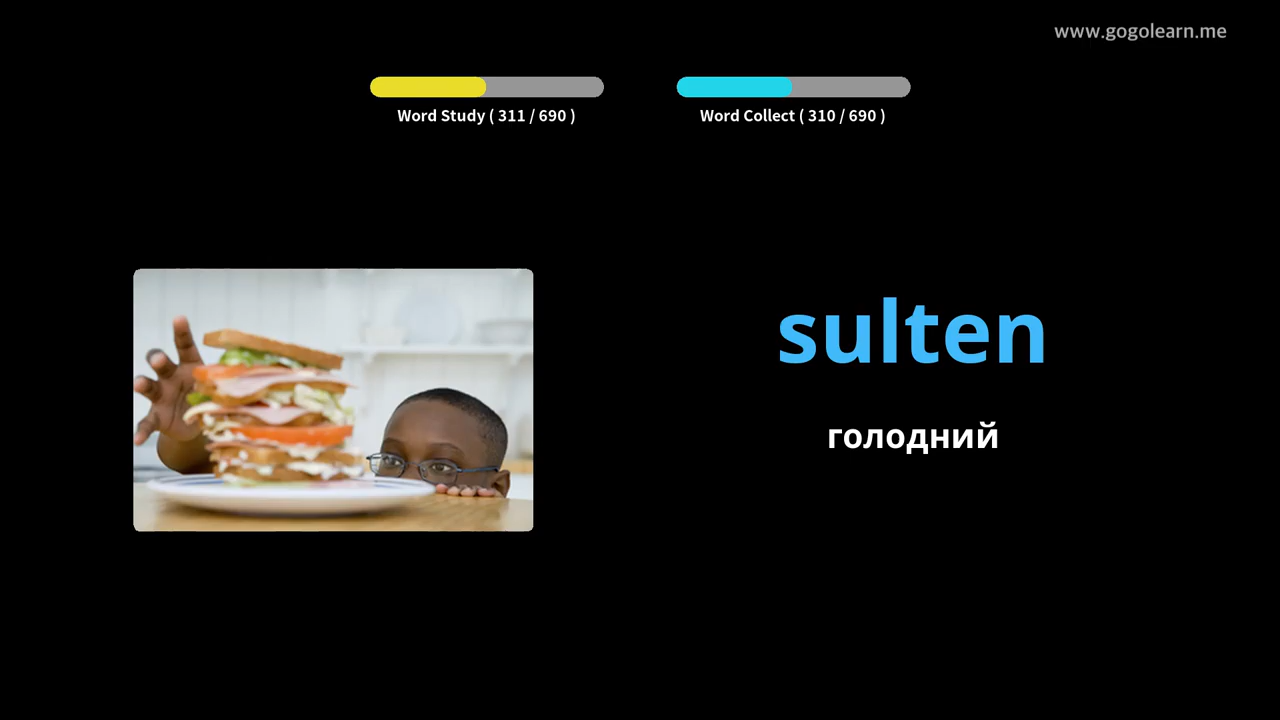 www.gogolearn.me
Word Study ( 311 / 690 )
Word Collect ( 310 / 690 )
sulten
голодний